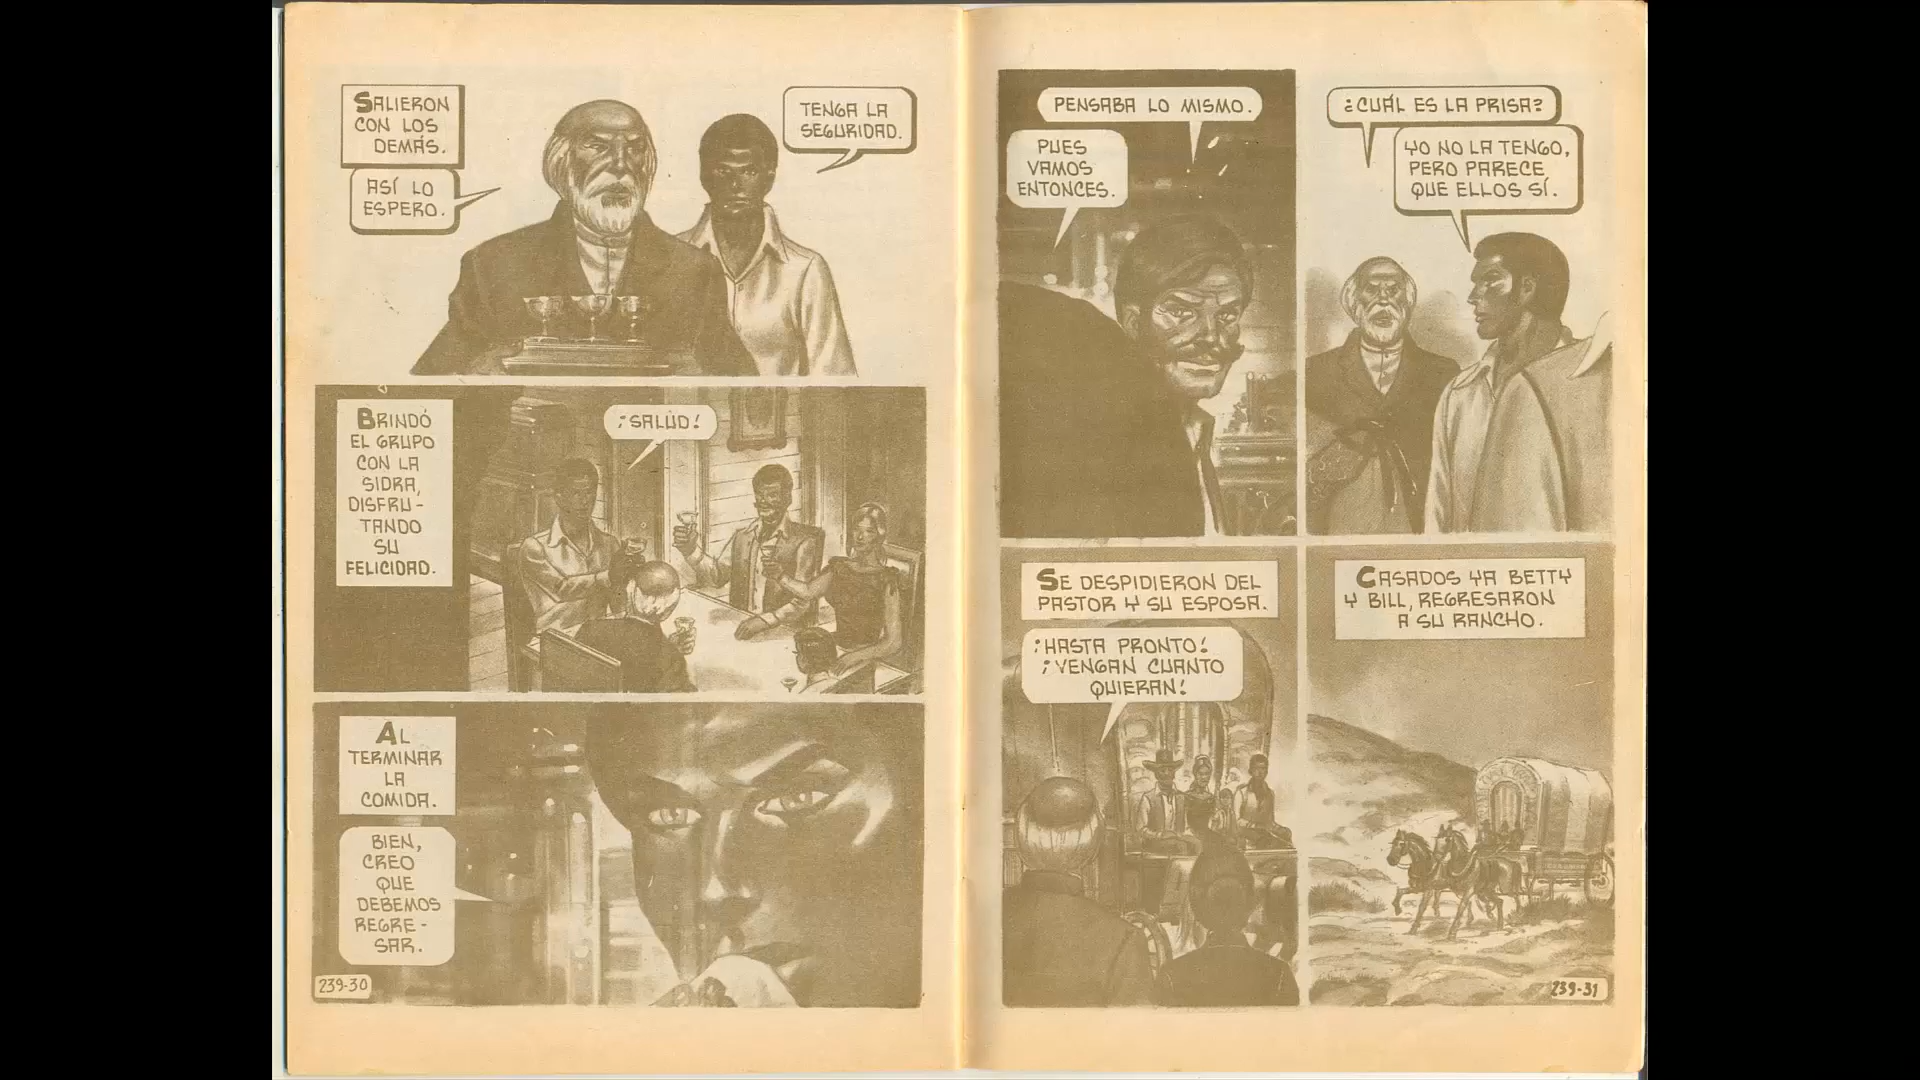 SALIERON
CON LOS
DEMÁS.
ASÍ LO
ESPERO.
TENGA LA
SEGURIDAD.
BRINDÓ
EL GRUPO
CON LA
SIDRA,
DISFRU-
TANDO
SU
FELICIDAD.
¡SALUD!
AL
TERMINAR
LA
COMIDA.
BIEN,
CREO
QUE
DEBEMOS
REGRE-
SAR.
239-30
PENSABA LO MISMO.
PUES
VAMOS
ENTONCES.
¿CUÁL ES LA PRISA?
YO NO LA TENGO,
PERO PARECE
QUE ELLOS SÍ.
SE DESPIDIERON DEL
PASTOR Y SU ESPOSA.
¡HASTA PRONTO!
¡VENGAN CUANTO
QUIERAN!
CASADOS YA BETTY
Y BILL, REGRESARON
A SU RANCHO.
239-31